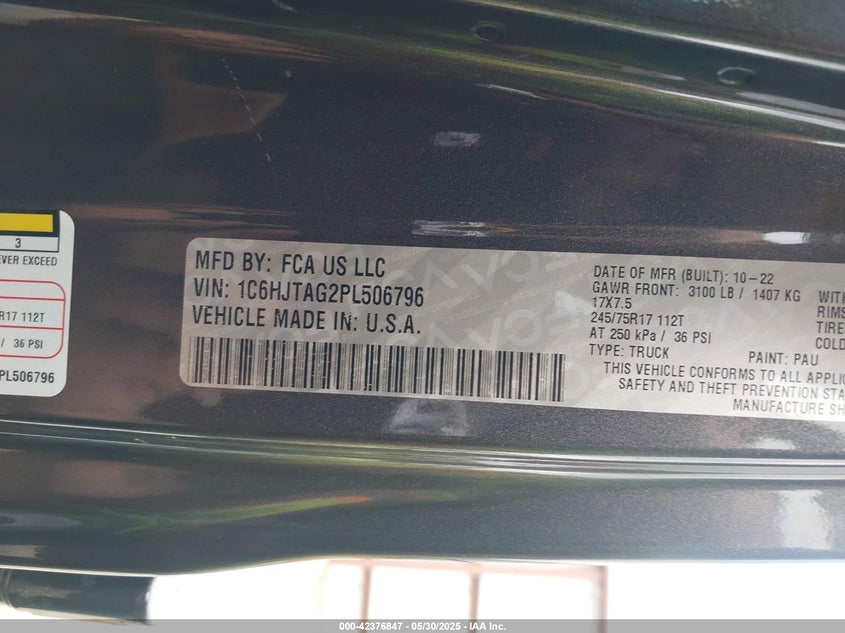 3
EVER EXCEED
R17 112T
/ 36 PSI
PL506796
MFD BY: FCA US LLC
VIN: 1C6HJTAG2PL506796
VEHICLE MADE IN: U.S.A.
DATE OF MFR (BUILT): 10-22
GAWR FRONT: 3100 LB / 1407 KG
17X7.5
245/75R17 112T
AT 250 kPa / 36 PSI
TYPE: TRUCK PAINT: PAU
THIS VEHICLE CONFORMS TO ALL APPLIC
SAFETY AND THEFT PREVENTION STA
MANUFACTURE SH
WITH
RIMS
TIRE
COLD
000-42376847 / 05/30/2025 - IAA Inc.